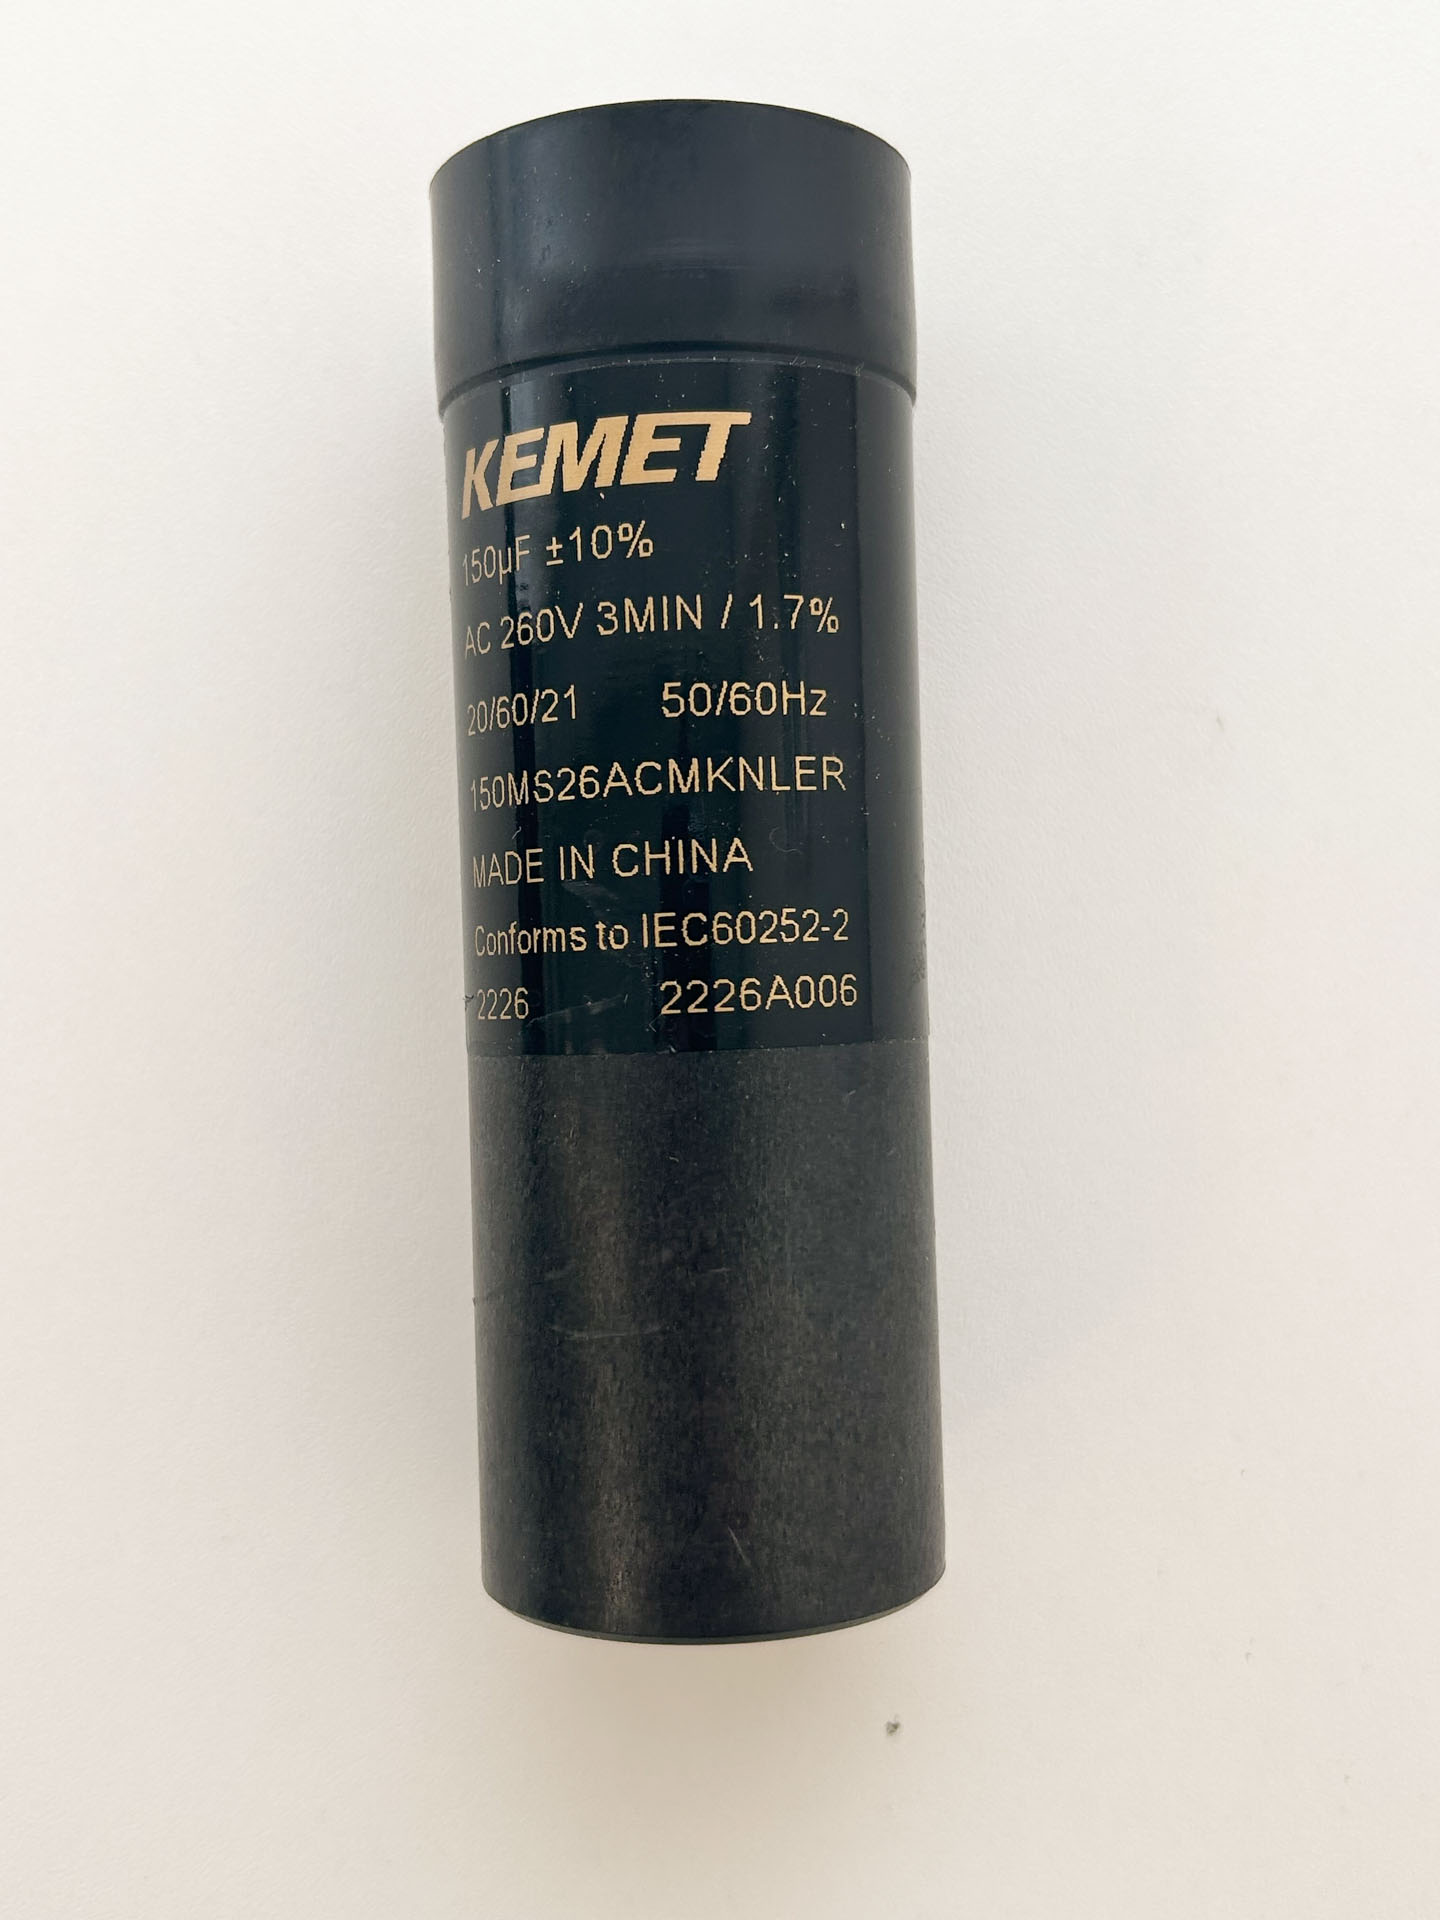 KEMET
150µF ±10%
AC 260V 3MIN / 1.7%
20/60/21 50/60Hz
150MS26ACMKNLER
MADE IN CHINA
Conforms to IEC60252-2
2226 2226A006